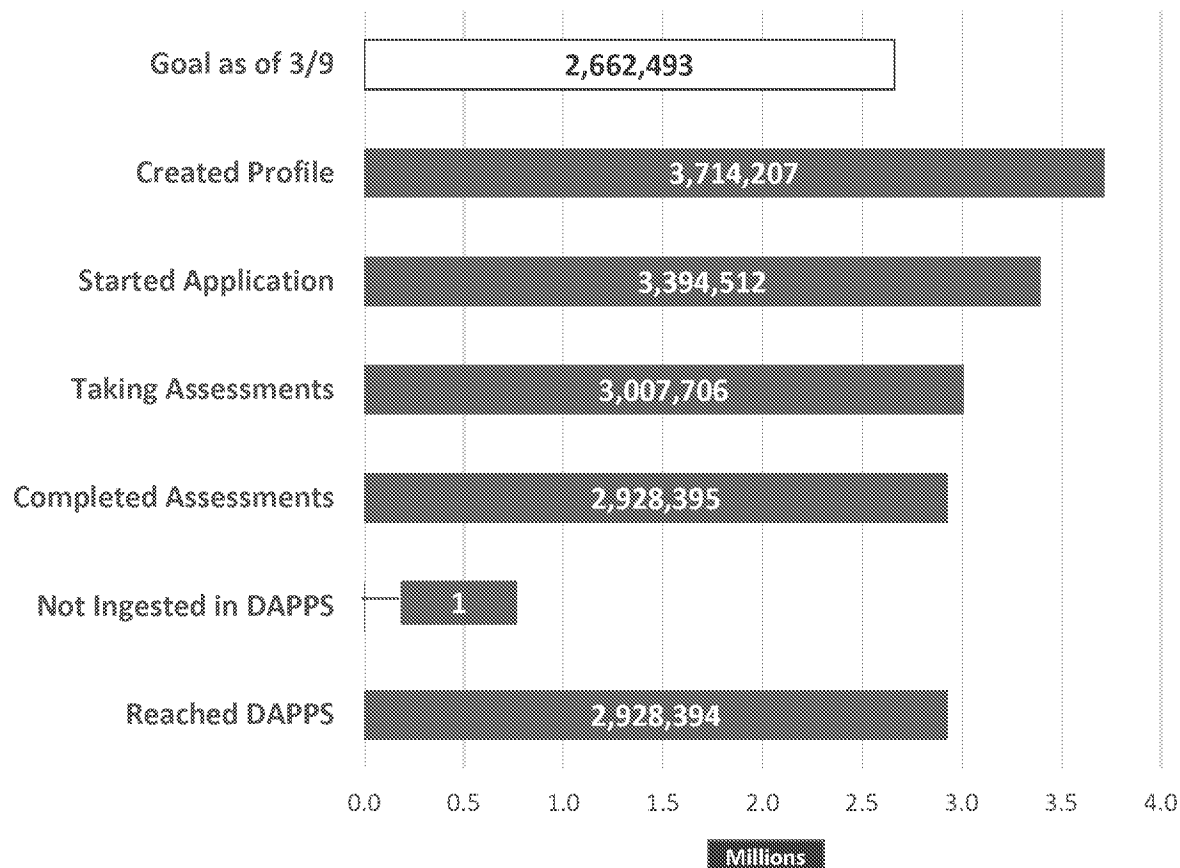 Goal as of 3/9 2,662,493
Created Profile 3,714,207
Started Application 3,394,512
Taking Assessments 3,007,706
Completed Assessments 2,928,395
Not Ingested in DAPPS 1
Reached DAPPS 2,928,394
0.0 0.5 1.0 1.5 2.0 2.5 3.0 3.5 4.0
Millions